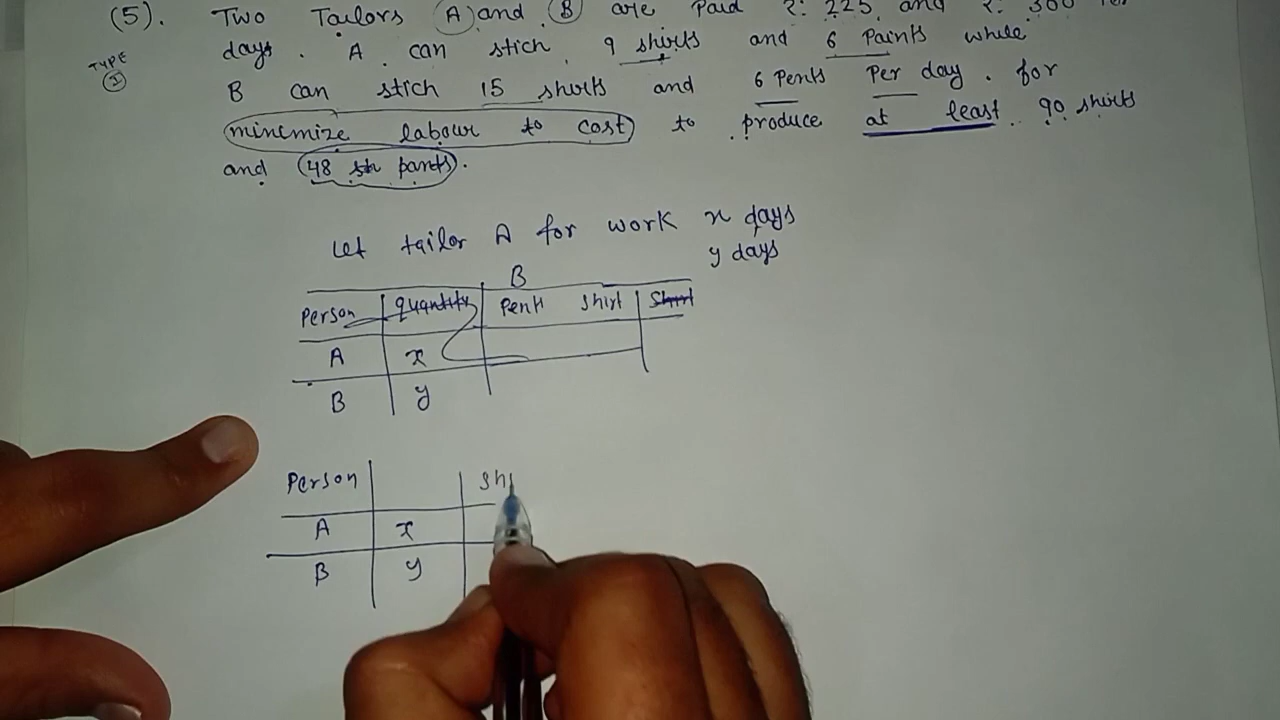 (5). Two Tailors A and B are Paid ₹. 225 and ₹. 300
days. A can stich 9 shirts and 6 Paints while
TYPE
B can stich 15 shirts and 6 Pents Per day. for
minimize labour to cost to produce at least 90 shirts
and 48 pants.
Let tailor A for work x days
y days
B
Person quantity Pent Shirt Shirt
A x
B y
Person Shi
A x
B y